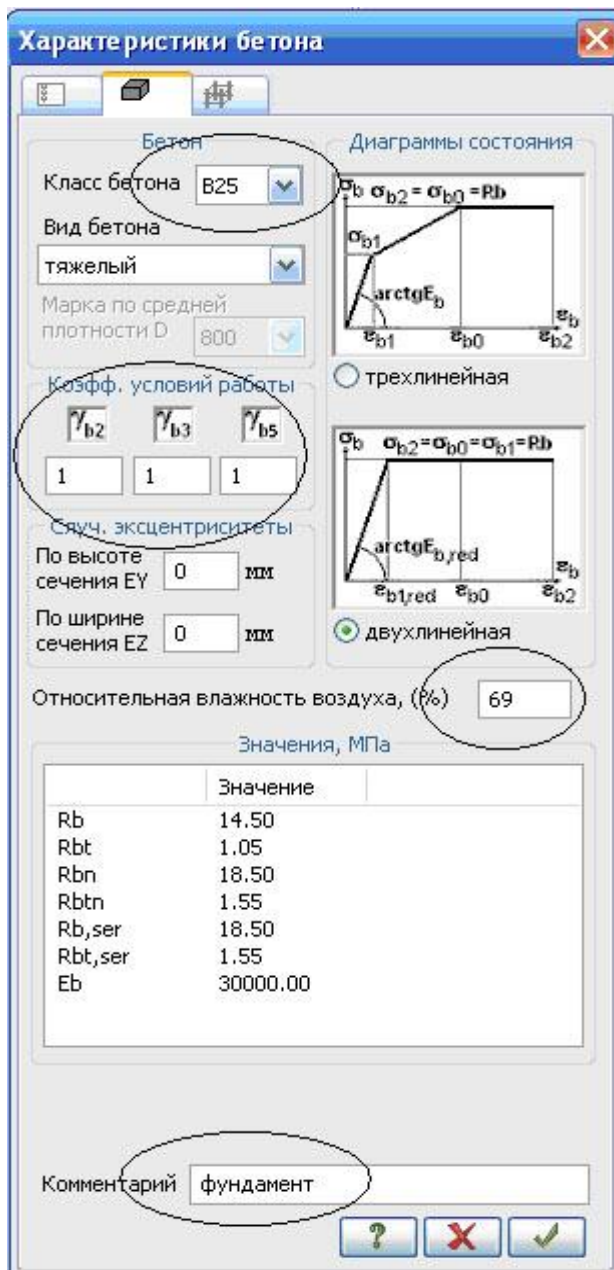 Характеристики бетона
Бетон
Класс бетона B25
Вид бетона
тяжелый
Марка по средней
плотности D 800
Диаграммы состояния
σb σb2 = σb0 = Rb
σb1
arctgEb
εb
εb1 εb0 εb2
трехлинейная
Коэфф. условий работы
γb2 γb3 γb5
1 1 1
σb σb2=σb0=σb1=Rb
arctgEb,red
εb
εb1,red εb0 εb2
двухлинейная
Случ. эксцентриситеты
По высоте
сечения EY 0 мм
По ширине
сечения EZ 0 мм
Относительная влажность воздуха, (%) 69
Значения, МПа
Значение
Rb 14.50
Rbt 1.05
Rbn 18.50
Rbtn 1.55
Rb,ser 18.50
Rbt,ser 1.55
Eb 30000.00
Комментарий фундамент
?